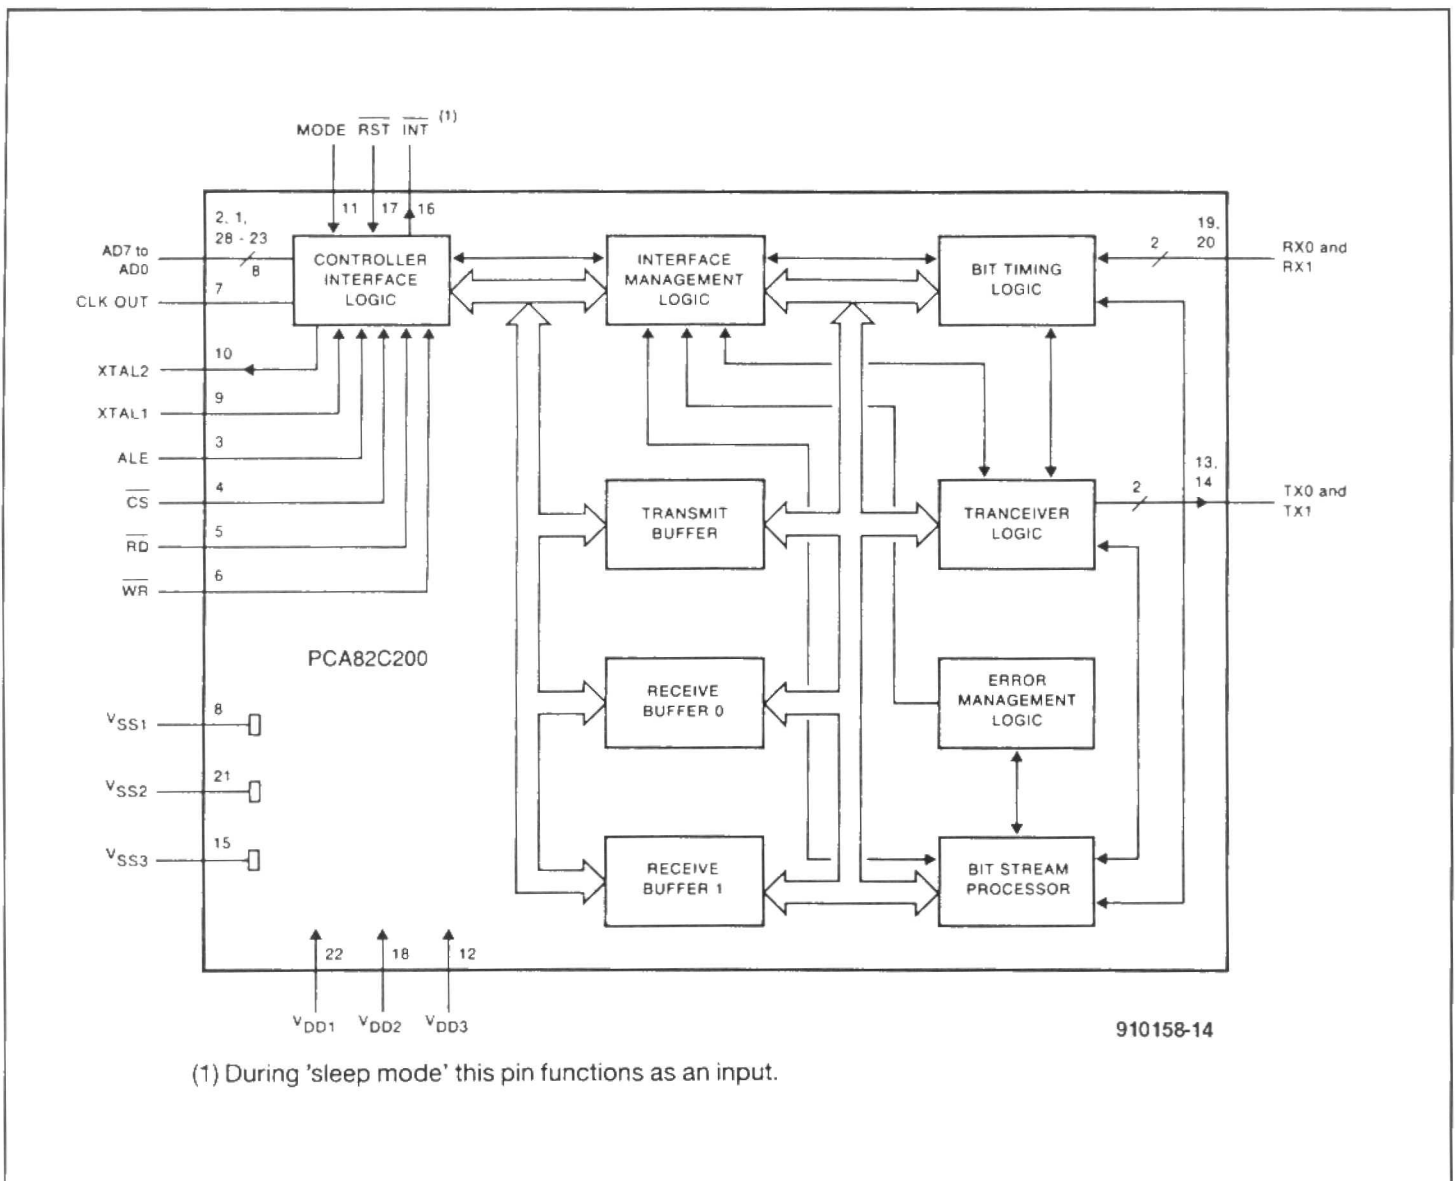 MODE RST INT (1)
11 17 16
2, 1,
28 - 23
AD7 to
AD0
8
CONTROLLER
INTERFACE
LOGIC
INTERFACE
MANAGEMENT
LOGIC
BIT TIMING
LOGIC
19,
20
2
RX0 and
RX1
7
CLK OUT
10
XTAL2
9
XTAL1
3
ALE
4
CS
5
RD
6
WR
TRANSMIT
BUFFER
TRANCEIVER
LOGIC
13,
14
2
TX0 and
TX1
PCA82C200
RECEIVE
BUFFER 0
ERROR
MANAGEMENT
LOGIC
8
VSS1
21
VSS2
15
VSS3
RECEIVE
BUFFER 1
BIT STREAM
PROCESSOR
22 18 12
VDD1 VDD2 VDD3
910158-14
(1) During 'sleep mode' this pin functions as an input.